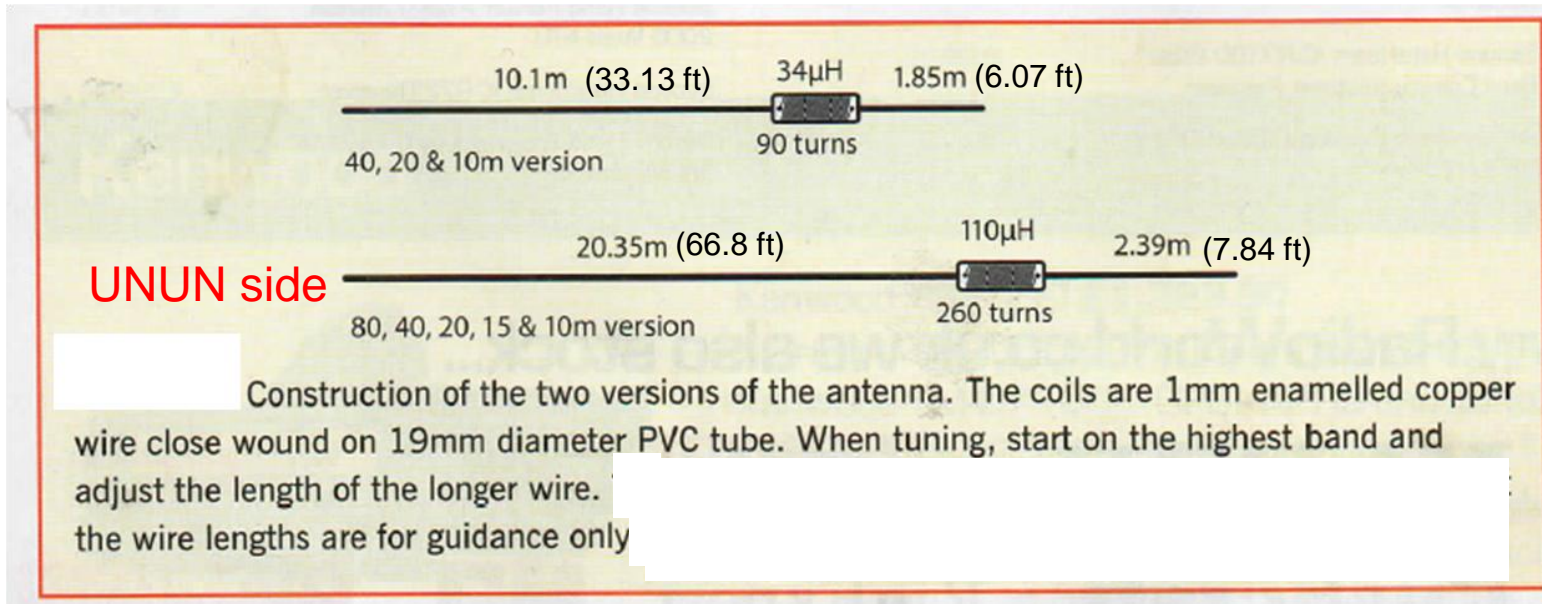 10.1m (33.13 ft) 34µH 1.85m (6.07 ft)
90 turns
40, 20 & 10m version
20.35m (66.8 ft) 110µH 2.39m (7.84 ft)
UNUN side
260 turns
80, 40, 20, 15 & 10m version
Construction of the two versions of the antenna. The coils are 1mm enamelled copper
wire close wound on 19mm diameter PVC tube. When tuning, start on the highest band and
adjust the length of the longer wire.
the wire lengths are for guidance only